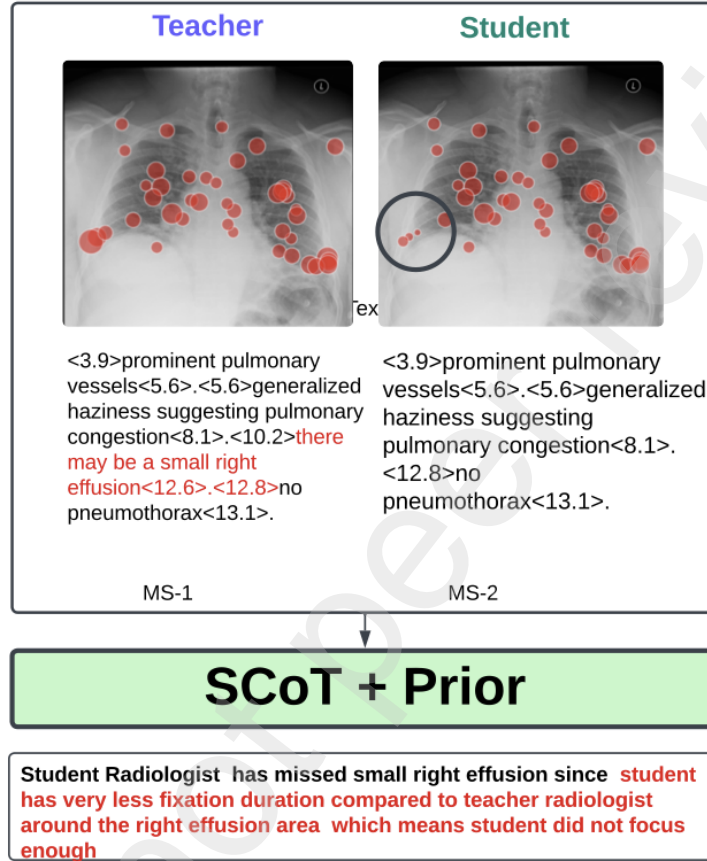 Teacher
Student
Tex
<3.9>prominent pulmonary
vessels<5.6>.<5.6>generalized
haziness suggesting pulmonary
congestion<8.1>.<10.2>there
may be a small right
effusion<12.6>.<12.8>no
pneumothorax<13.1>.
<3.9>prominent pulmonary
vessels<5.6>.<5.6>generalized
haziness suggesting
pulmonary congestion<8.1>.
<12.8>no
pneumothorax<13.1>.
MS-1
MS-2
SCoT + Prior
Student Radiologist has missed small right effusion since student
has very less fixation duration compared to teacher radiologist
around the right effusion area which means student did not focus
enough
not peer revi